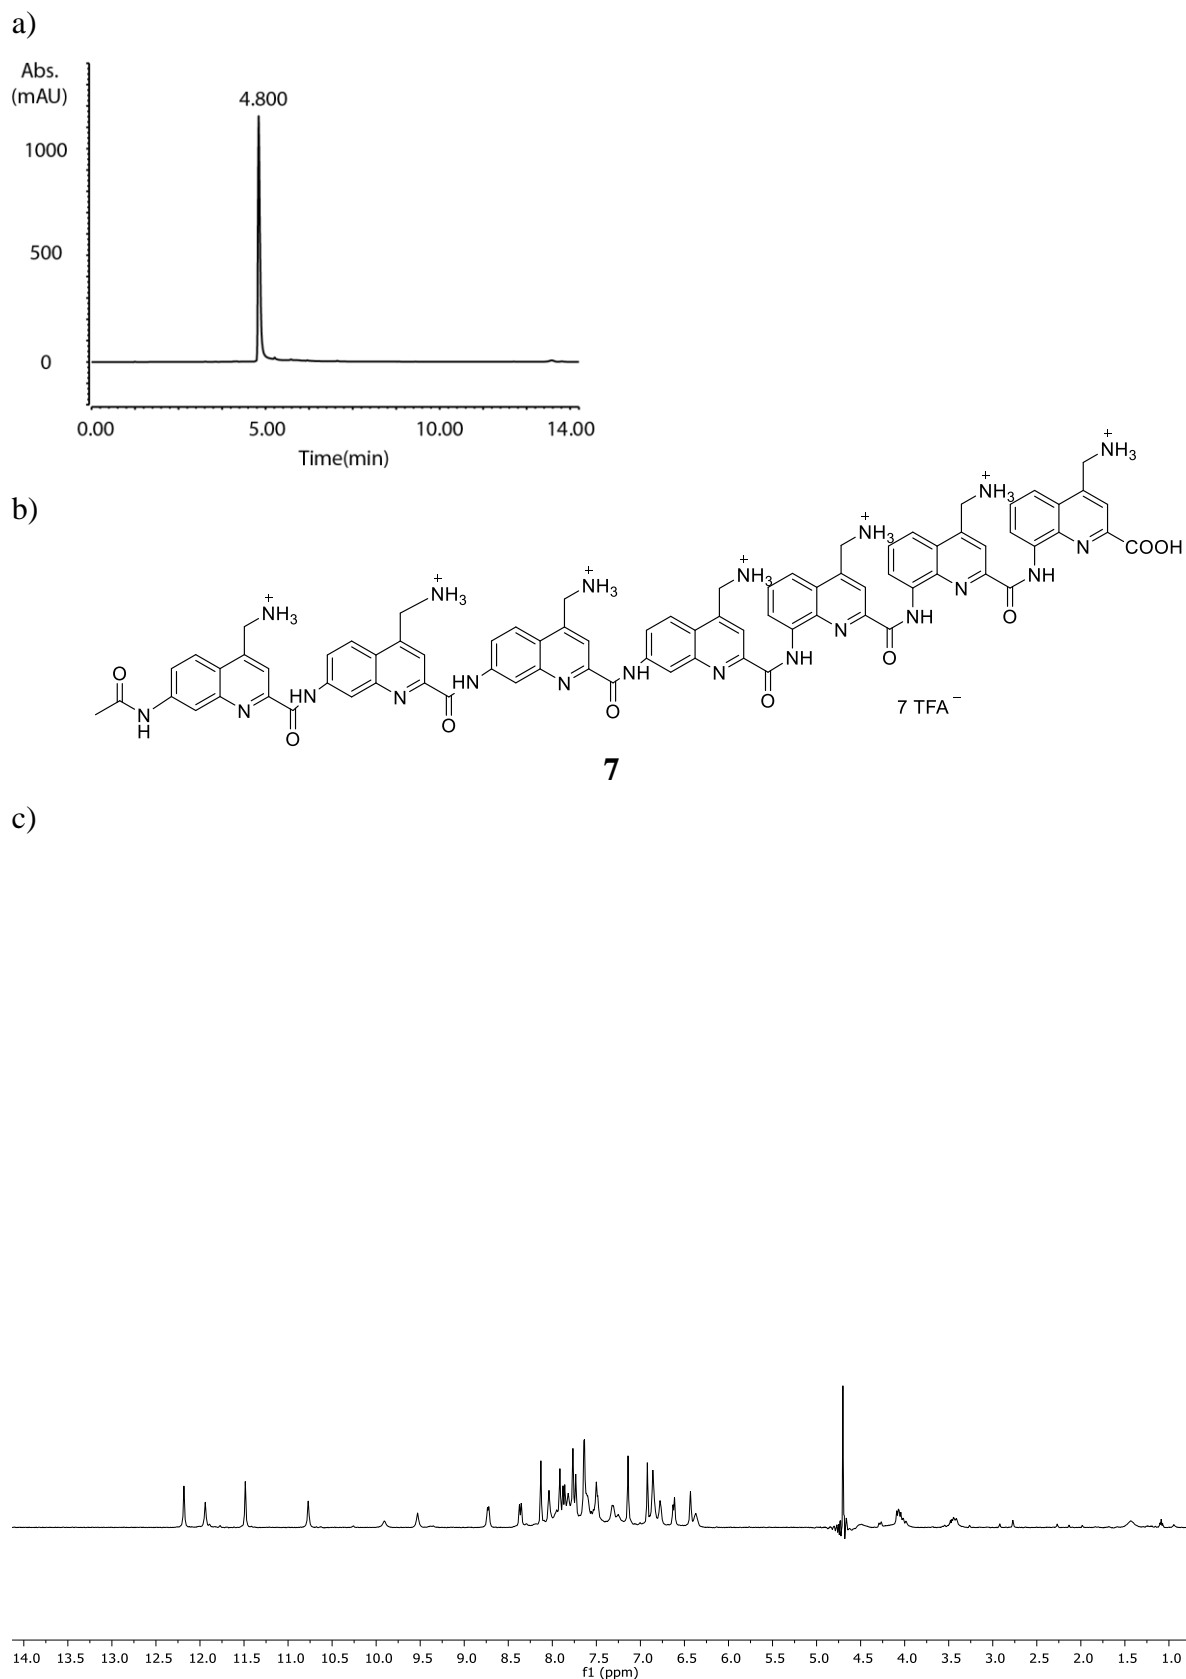 a)
Abs.
(mAU)
4.800
1000
500
0
0.00 5.00 10.00 14.00
Time(min)
b)
+
NH3
+
NH3
+
NH3
+
NH3
+
NH3
+
NH3
+
NH3
N
COOH
NH
O
N
NH
O
N
NH
O
N
NH
O
N
HN
O
N
HN
O
N
O
N
H
7 TFA−
7
c)
14.0 13.5 13.0 12.5 12.0 11.5 11.0 10.5 10.0 9.5 9.0 8.5 8.0 7.5 7.0 6.5 6.0 5.5 5.0 4.5 4.0 3.5 3.0 2.5 2.0 1.5 1.0
f1 (ppm)